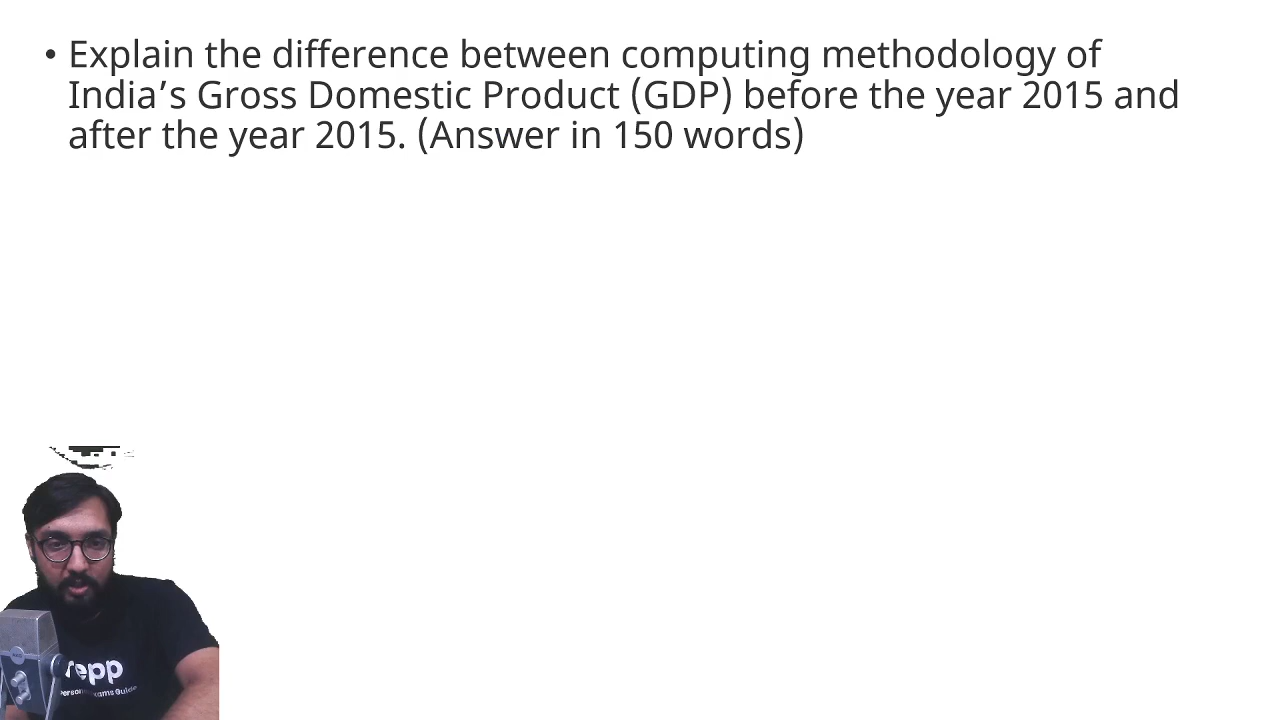 • Explain the difference between computing methodology of
India’s Gross Domestic Product (GDP) before the year 2015 and
after the year 2015. (Answer in 150 words)
repp